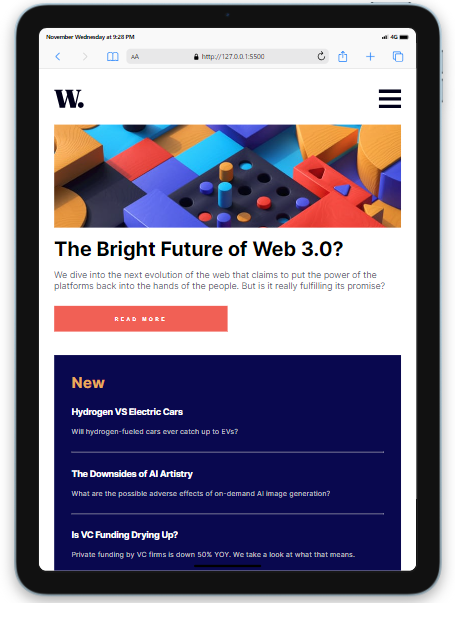 November Wednesday at 9:28 PM
4G
AA
http://127.0.0.1:5500
W.
The Bright Future of Web 3.0?
We dive into the next evolution of the web that claims to put the power of the
platforms back into the hands of the people. But is it really fulfilling its promise?
READ MORE
New
Hydrogen VS Electric Cars
Will hydrogen-fueled cars ever catch up to EVs?
The Downsides of AI Artistry
What are the possible adverse effects of on-demand AI image generation?
Is VC Funding Drying Up?
Private funding by VC firms is down 50% YOY. We take a look at what that means.